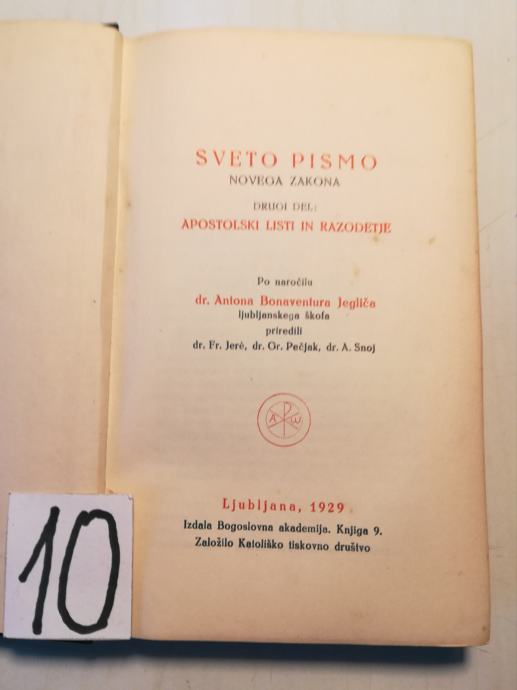 SVETO PISMO
NOVEGA ZAKONA
DRUGI DEL:
APOSTOLSKI LISTI IN RAZODETJE
Po naročilu
dr. Antona Bonaventura Jegliča
ljubljanskega škofa
priredili
dr. Fr. Jerè, dr. Gr. Pečjak, dr. A. Snoj
A P W
Ljubljana, 1929
Izdala Bogoslovna akademija. Knjiga 9.
Založilo Katoliško tiskovno društvo
10